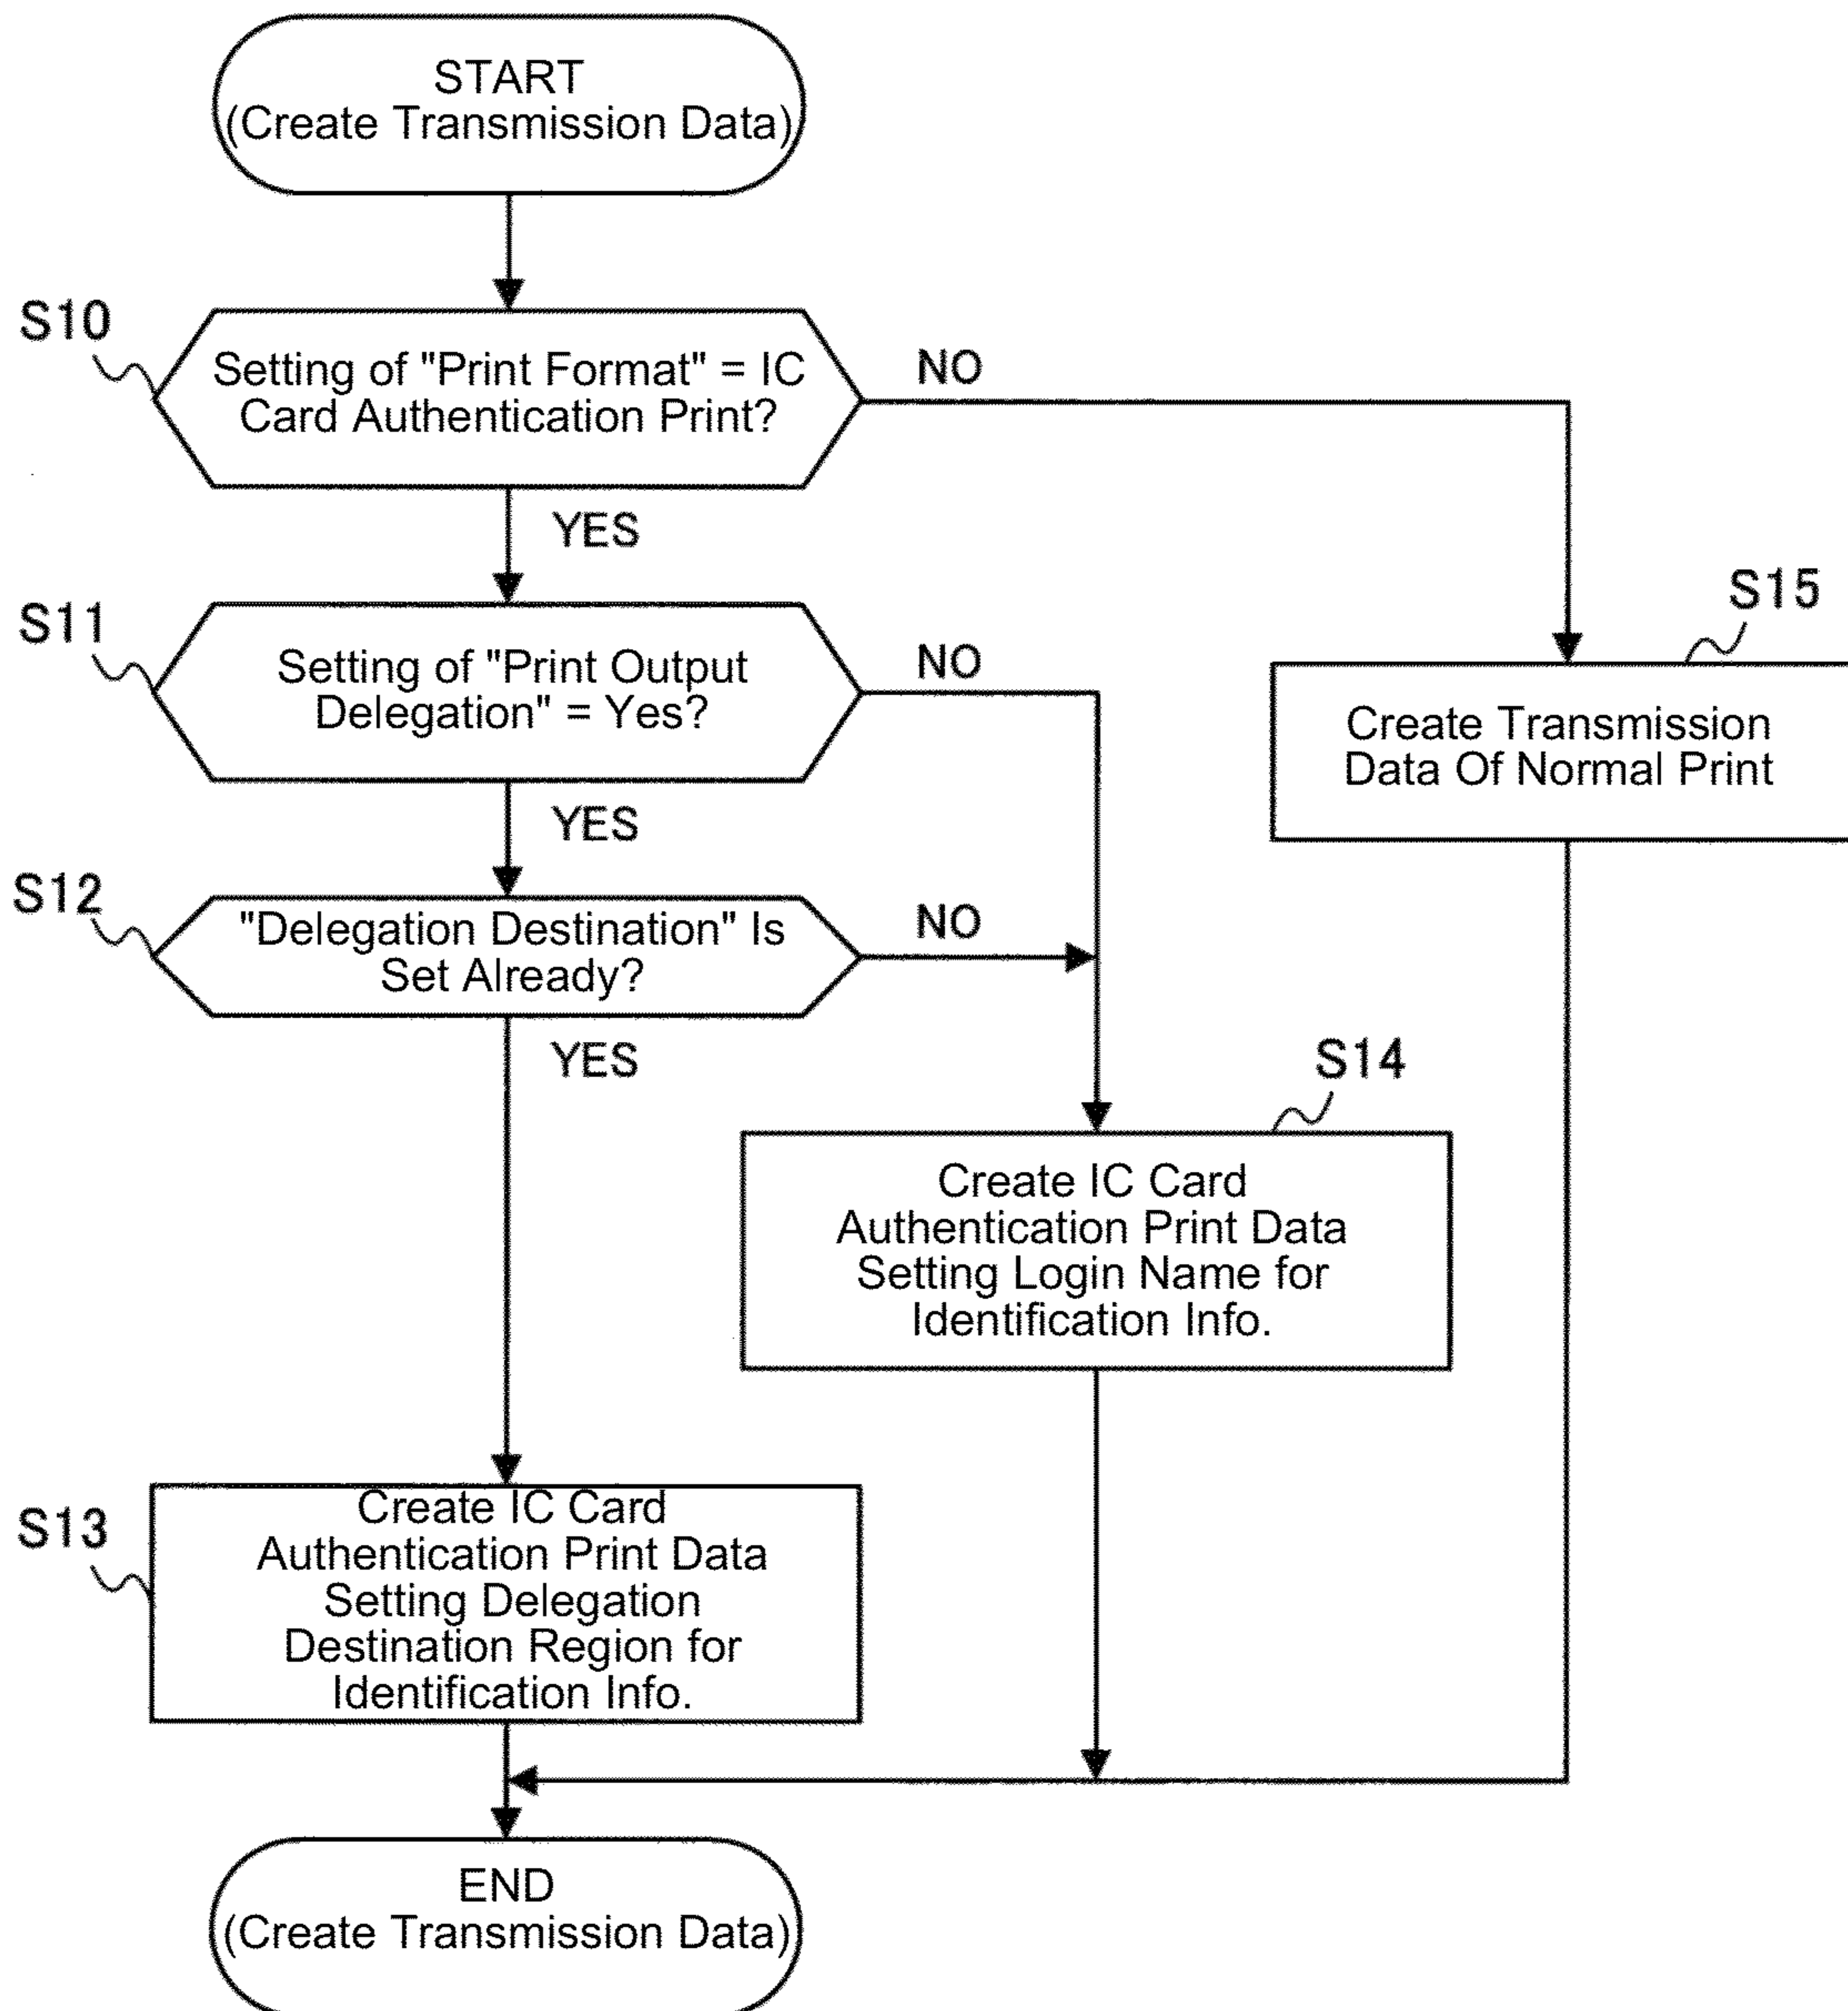 START
(Create Transmission Data)
S10
Setting of "Print Format" = IC
Card Authentication Print?
NO
YES
S11
Setting of "Print Output
Delegation" = Yes?
NO
S15
Create Transmission
Data Of Normal Print
YES
S12
"Delegation Destination" Is
Set Already?
NO
YES
S14
Create IC Card
Authentication Print Data
Setting Login Name for
Identification Info.
S13
Create IC Card
Authentication Print Data
Setting Delegation
Destination Region for
Identification Info.
END
(Create Transmission Data)